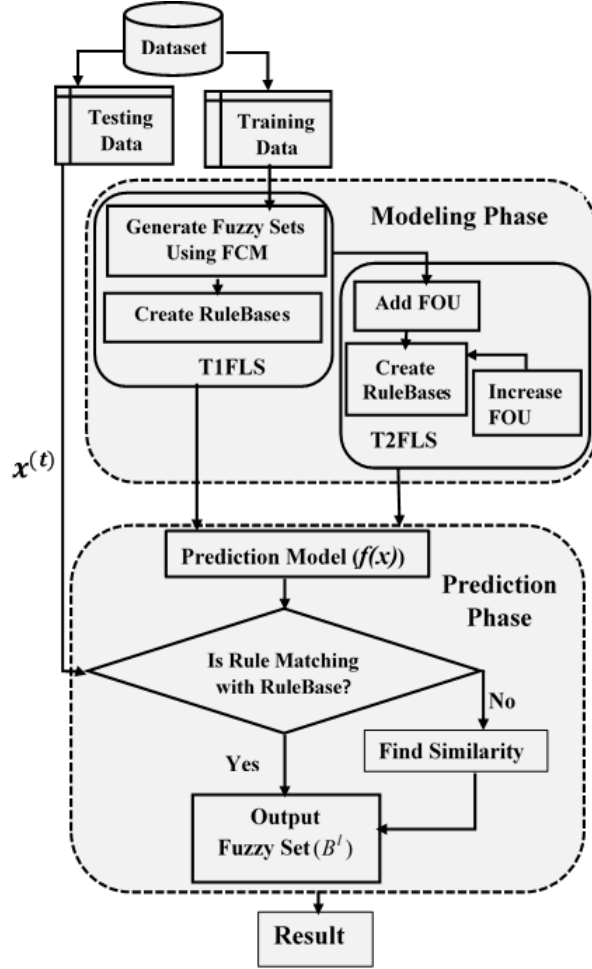 Dataset
Testing
Data
Training
Data
Modeling Phase
Generate Fuzzy Sets
Using FCM
Create RuleBases
T1FLS
Add FOU
Create
RuleBases
Increase
FOU
T2FLS
x^(t)
Prediction Model (f(x))
Prediction
Phase
Is Rule Matching
with RuleBase?
No
Yes
Find Similarity
Output
Fuzzy Set (B^l)
Result